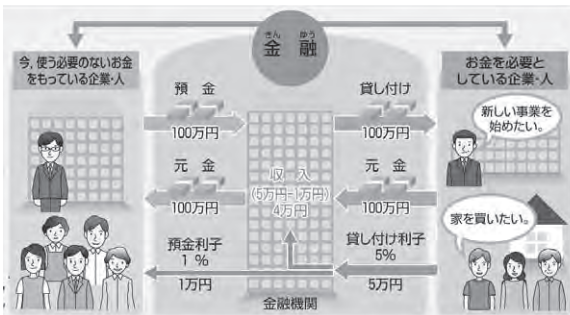 きん ゆう
金 融
今，使う必要のないお金
をもっている企業・人
お金を必要と
している企業・人
預 金
100万円
貸し付け
100万円
新しい事業を
始めたい。
元 金
100万円
収 入
(5万円-1万円)
4万円
元 金
100万円
家を買いたい。
預金利子
1 %
1万円
貸し付け利子
5%
5万円
金融機関